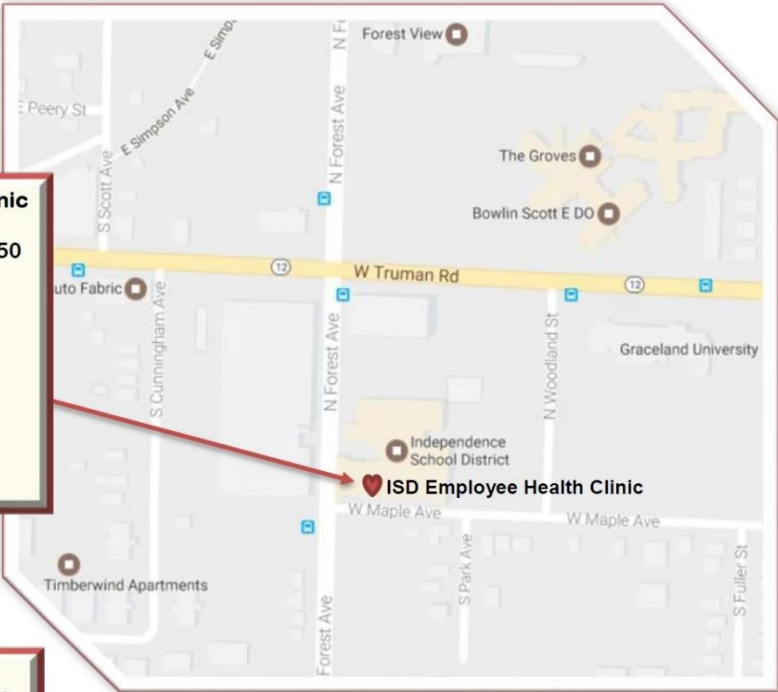 Forest View
N Fo
E Simp
E Peery St
E Simpson Ave
N Forest Ave
The Groves
S Scott Ave
Bowlin Scott E DO
nic
50
12
W Truman Rd
12
uto Fabric
S Cunningham Ave
N Forest Ave
N Woodland St
Graceland University
Independence
School District
ISD Employee Health Clinic
W Maple Ave
W Maple Ave
S Park Ave
S Fuller St
Timberwind Apartments
Forest Ave